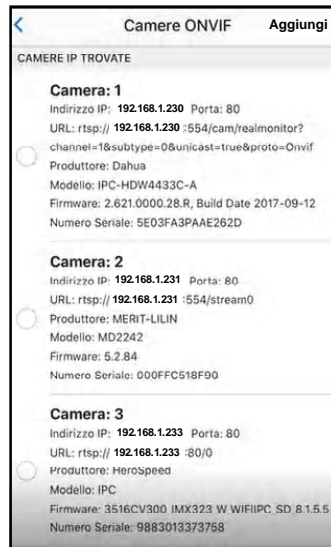 Camere ONVIF Aggiungi
CAMERE IP TROVATE
Camera: 1
Indirizzo IP: 192.168.1.230 Porta: 80
URL: rtsp:// 192.168.1.230 :554/cam/realmonitor?
channel=1&subtype=0&unicast=true&proto=Onvif
Produttore: Dahua
Modello: IPC-HDW4433C-A
Firmware: 2.621.0000.28.R, Build Date 2017-09-12
Numero Seriale: 5E03FA3PAAE262D
Camera: 2
Indirizzo IP: 192.168.1.231 Porta: 80
URL: rtsp:// 192.168.1.231 :554/stream0
Produttore: MERIT-LILIN
Modello: MD2242
Firmware: 5.2.84
Numero Seriale: 000FFC518F90
Camera: 3
Indirizzo IP: 192.168.1.233 Porta: 80
URL: rtsp:// 192.168.1.233 :80/0
Produttore: HeroSpeed
Modello: IPC
Firmware: 3516CV300_IMX323_W_WIFIIPC_SD_8.1.5.5
Numero Seriale: 9883013373758